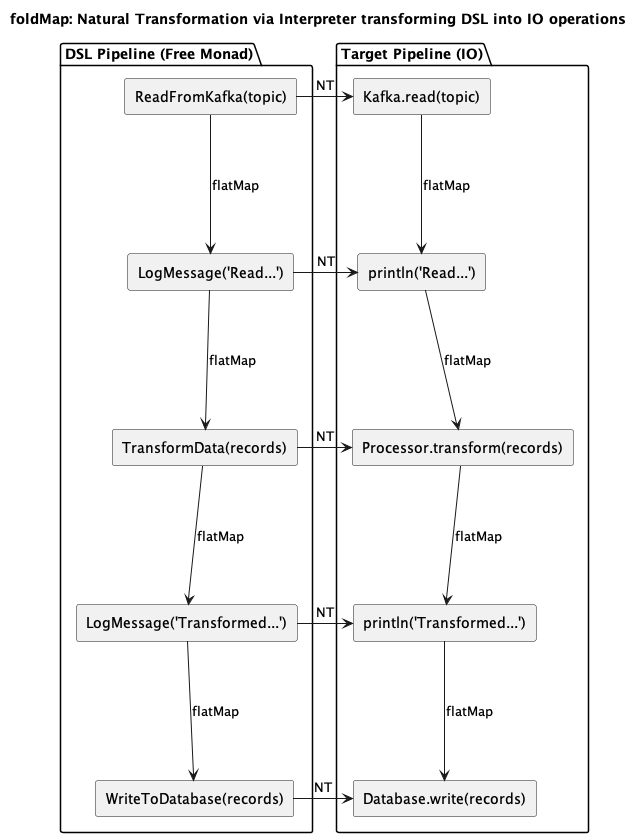 foldMap: Natural Transformation via Interpreter transforming DSL into IO operations
DSL Pipeline (Free Monad)
Target Pipeline (IO)
ReadFromKafka(topic)
NT
Kafka.read(topic)
flatMap
flatMap
LogMessage('Read...')
NT
println('Read...')
flatMap
flatMap
TransformData(records)
NT
Processor.transform(records)
flatMap
flatMap
LogMessage('Transformed...')
NT
println('Transformed...')
flatMap
flatMap
WriteToDatabase(records)
NT
Database.write(records)